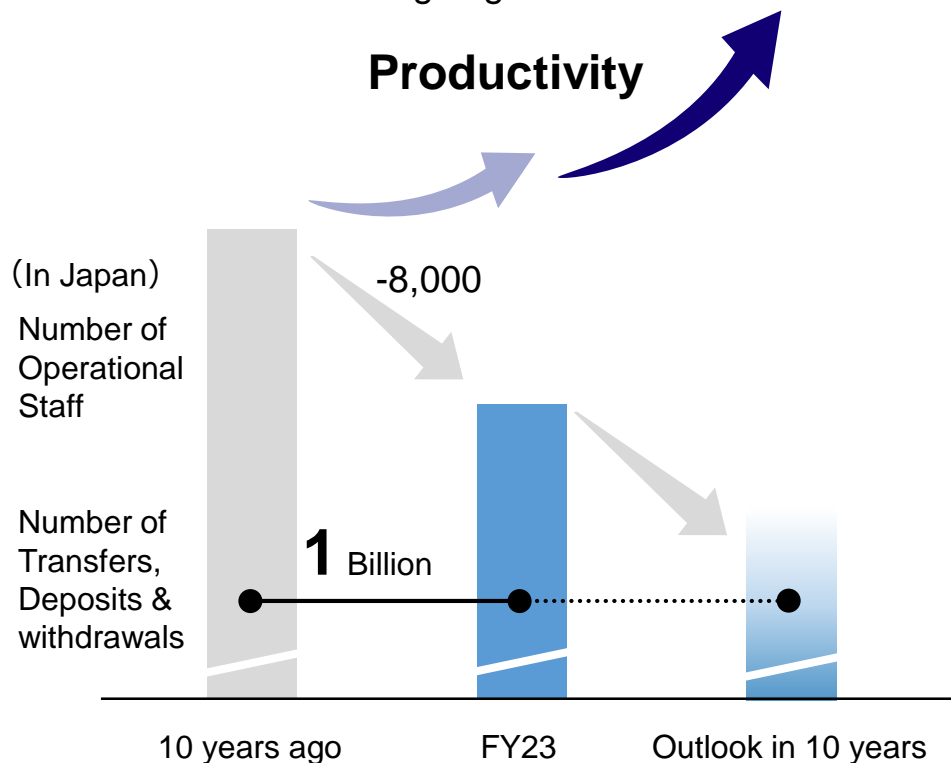 Productivity
（In Japan）
-8,000
Number of
Operational
Staff
Number of
Transfers,
Deposits &
withdrawals
1 Billion
10 years ago
FY23
Outlook in 10 years